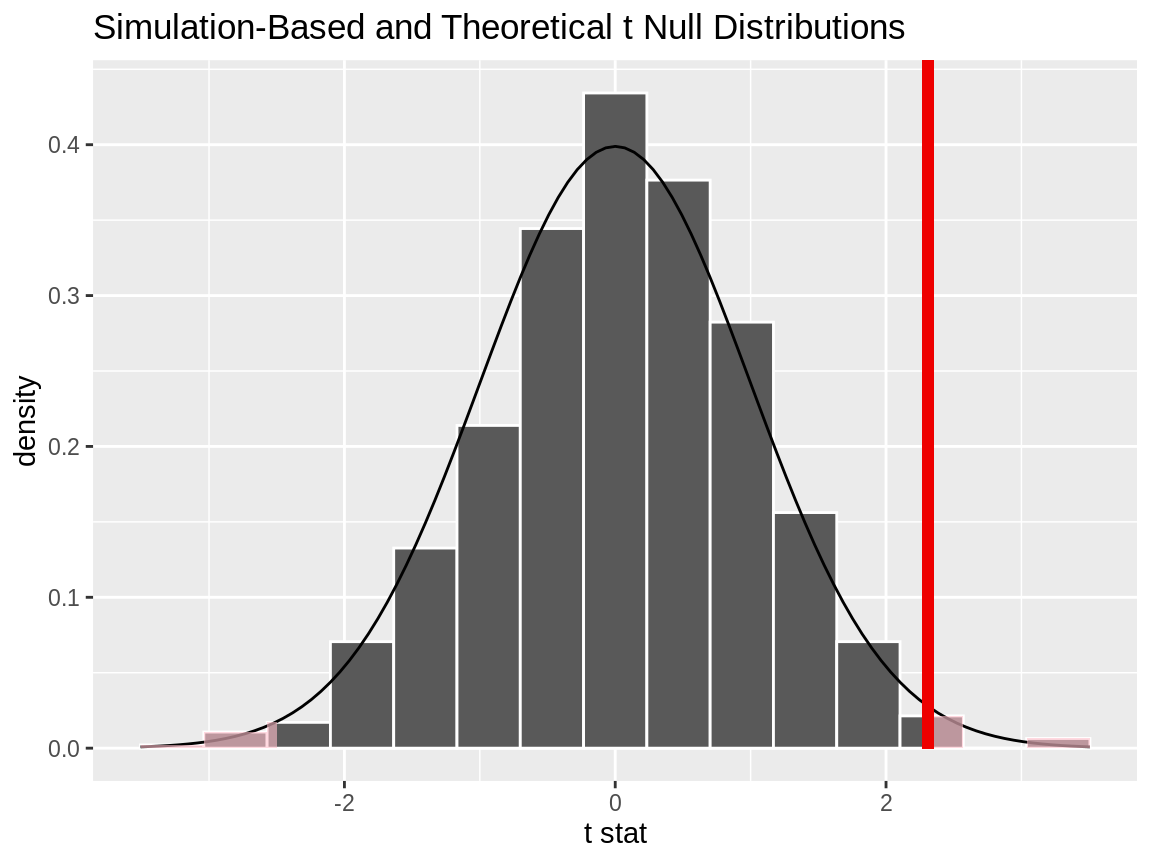 Simulation-Based and Theoretical t Null Distributions
0.4
0.3
0.2
0.1
0.0
density
-2 0 2
t stat